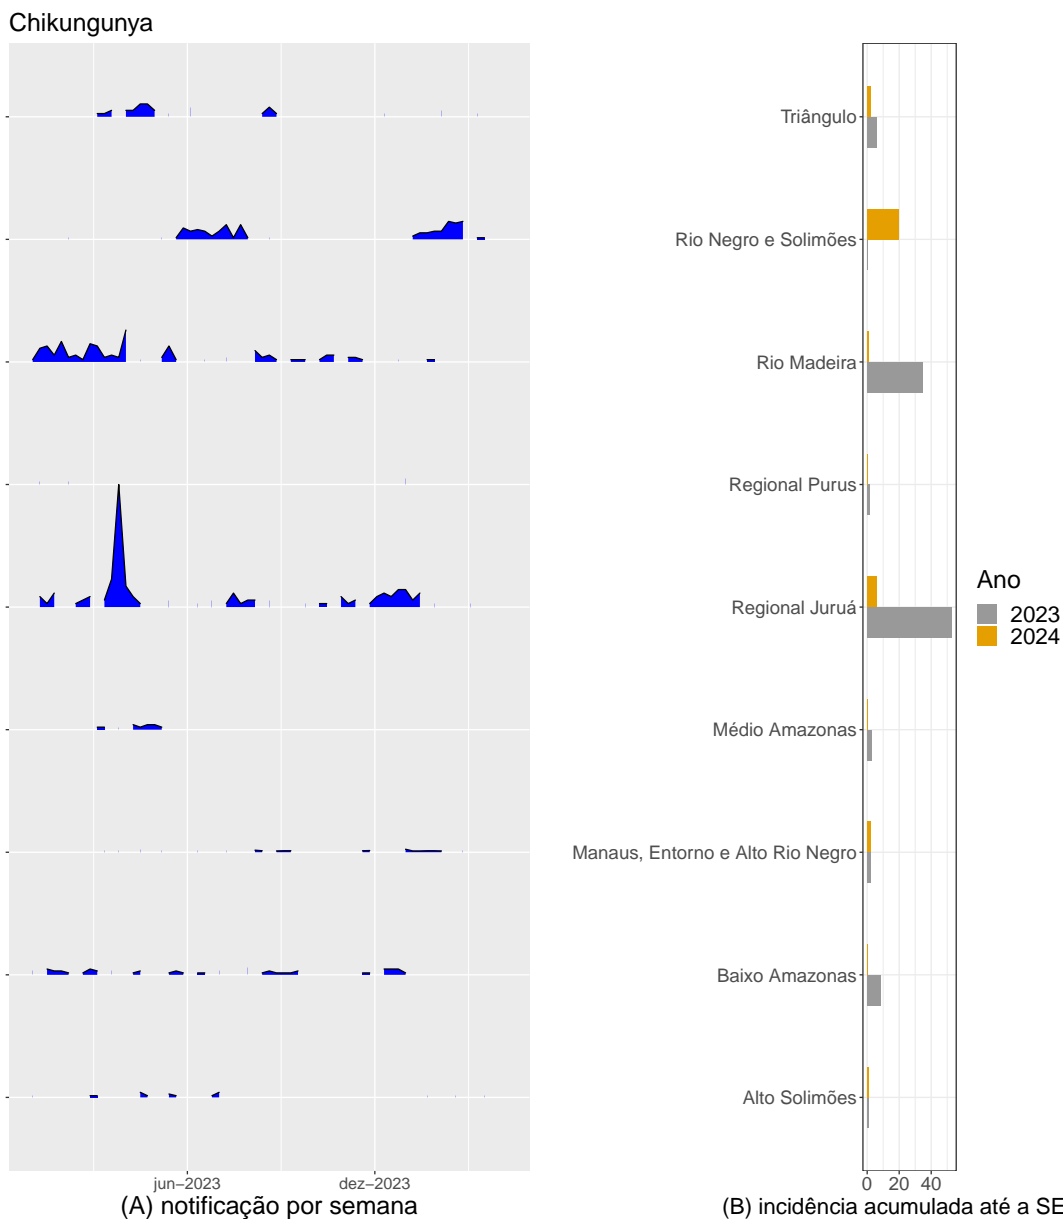 Chikungunya
Triângulo
Rio Negro e Solimões
Rio Madeira
Regional Purus
Regional Juruá
Médio Amazonas
Manaus, Entorno e Alto Rio Negro
Baixo Amazonas
Alto Solimões
jun–2023
dez–2023
(A) notificação por semana
0 20 40
(B) incidência acumulada até a SE
Ano
2023
2024